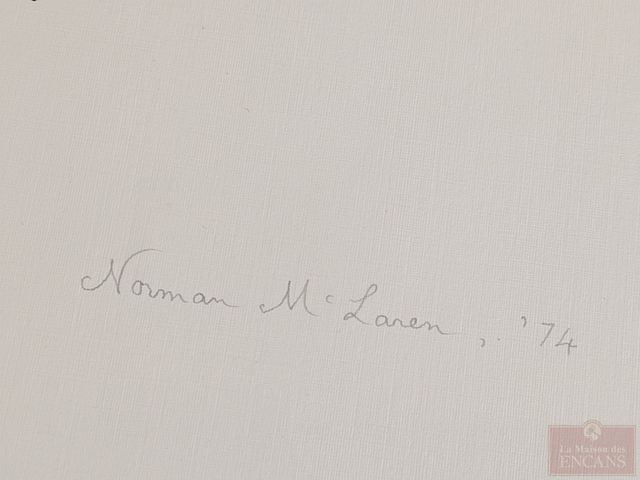 Norman McLaren, '74
La Maison des
ENCANS